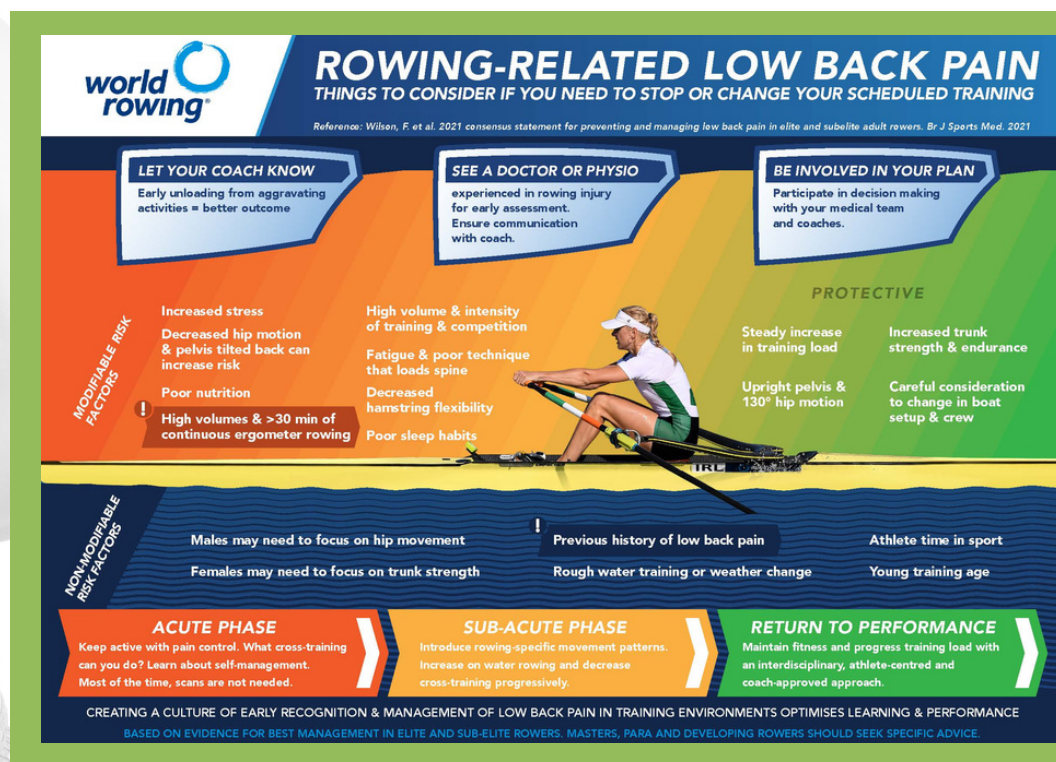 world
rowing®
ROWING-RELATED LOW BACK PAIN
THINGS TO CONSIDER IF YOU NEED TO STOP OR CHANGE YOUR SCHEDULED TRAINING
Reference: Wilson, F. et al. 2021 consensus statement for preventing and managing low back pain in elite and subelite adult rowers. Br J Sports Med. 2021
LET YOUR COACH KNOW
Early unloading from aggravating
activities = better outcome
SEE A DOCTOR OR PHYSIO
experienced in rowing injury
for early assessment.
Ensure communication
with coach.
BE INVOLVED IN YOUR PLAN
Participate in decision making
with your medical team
and coaches.
MODIFIABLE RISK
FACTORS
Increased stress
Decreased hip motion
& pelvis tilted back can
increase risk
Poor nutrition
!
High volumes & >30 min of
continuous ergometer rowing
High volume & intensity
of training & competition
Fatigue & poor technique
that loads spine
Decreased
hamstring flexibility
Poor sleep habits
PROTECTIVE
Steady increase
in training load
Upright pelvis &
130° hip motion
Increased trunk
strength & endurance
Careful consideration
to change in boat
setup & crew
IRL
NON-MODIFIABLE
RISK FACTORS
Males may need to focus on hip movement
Females may need to focus on trunk strength
!
Previous history of low back pain
Rough water training or weather change
Athlete time in sport
Young training age
ACUTE PHASE
Keep active with pain control. What cross-training
can you do? Learn about self-management.
Most of the time, scans are not needed.
SUB-ACUTE PHASE
Introduce rowing-specific movement patterns.
Increase on water rowing and decrease
cross-training progressively.
RETURN TO PERFORMANCE
Maintain fitness and progress training load with
an interdisciplinary, athlete-centred and
coach-approved approach.
CREATING A CULTURE OF EARLY RECOGNITION & MANAGEMENT OF LOW BACK PAIN IN TRAINING ENVIRONMENTS OPTIMISES LEARNING & PERFORMANCE
BASED ON EVIDENCE FOR BEST MANAGEMENT IN ELITE AND SUB-ELITE ROWERS. MASTERS, PARA AND DEVELOPING ROWERS SHOULD SEEK SPECIFIC ADVICE.